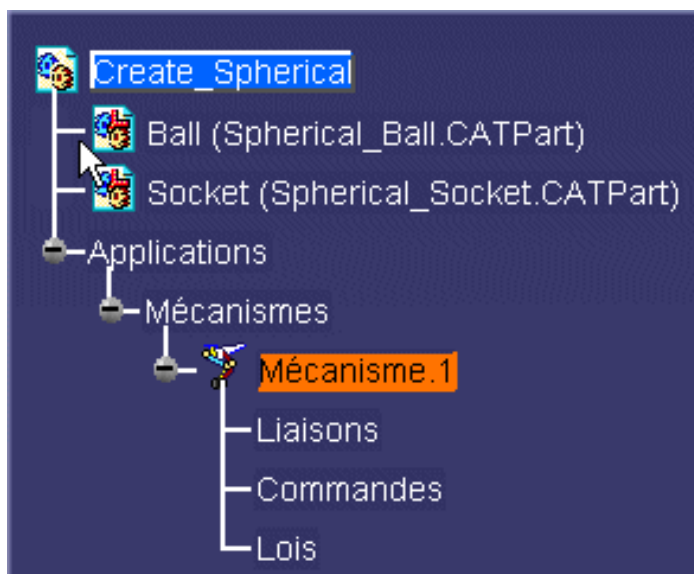 Create_Spherical
Ball (Spherical_Ball.CATPart)
Socket (Spherical_Socket.CATPart)
Applications
Mécanismes
Mécanisme.1
Liaisons
Commandes
Lois